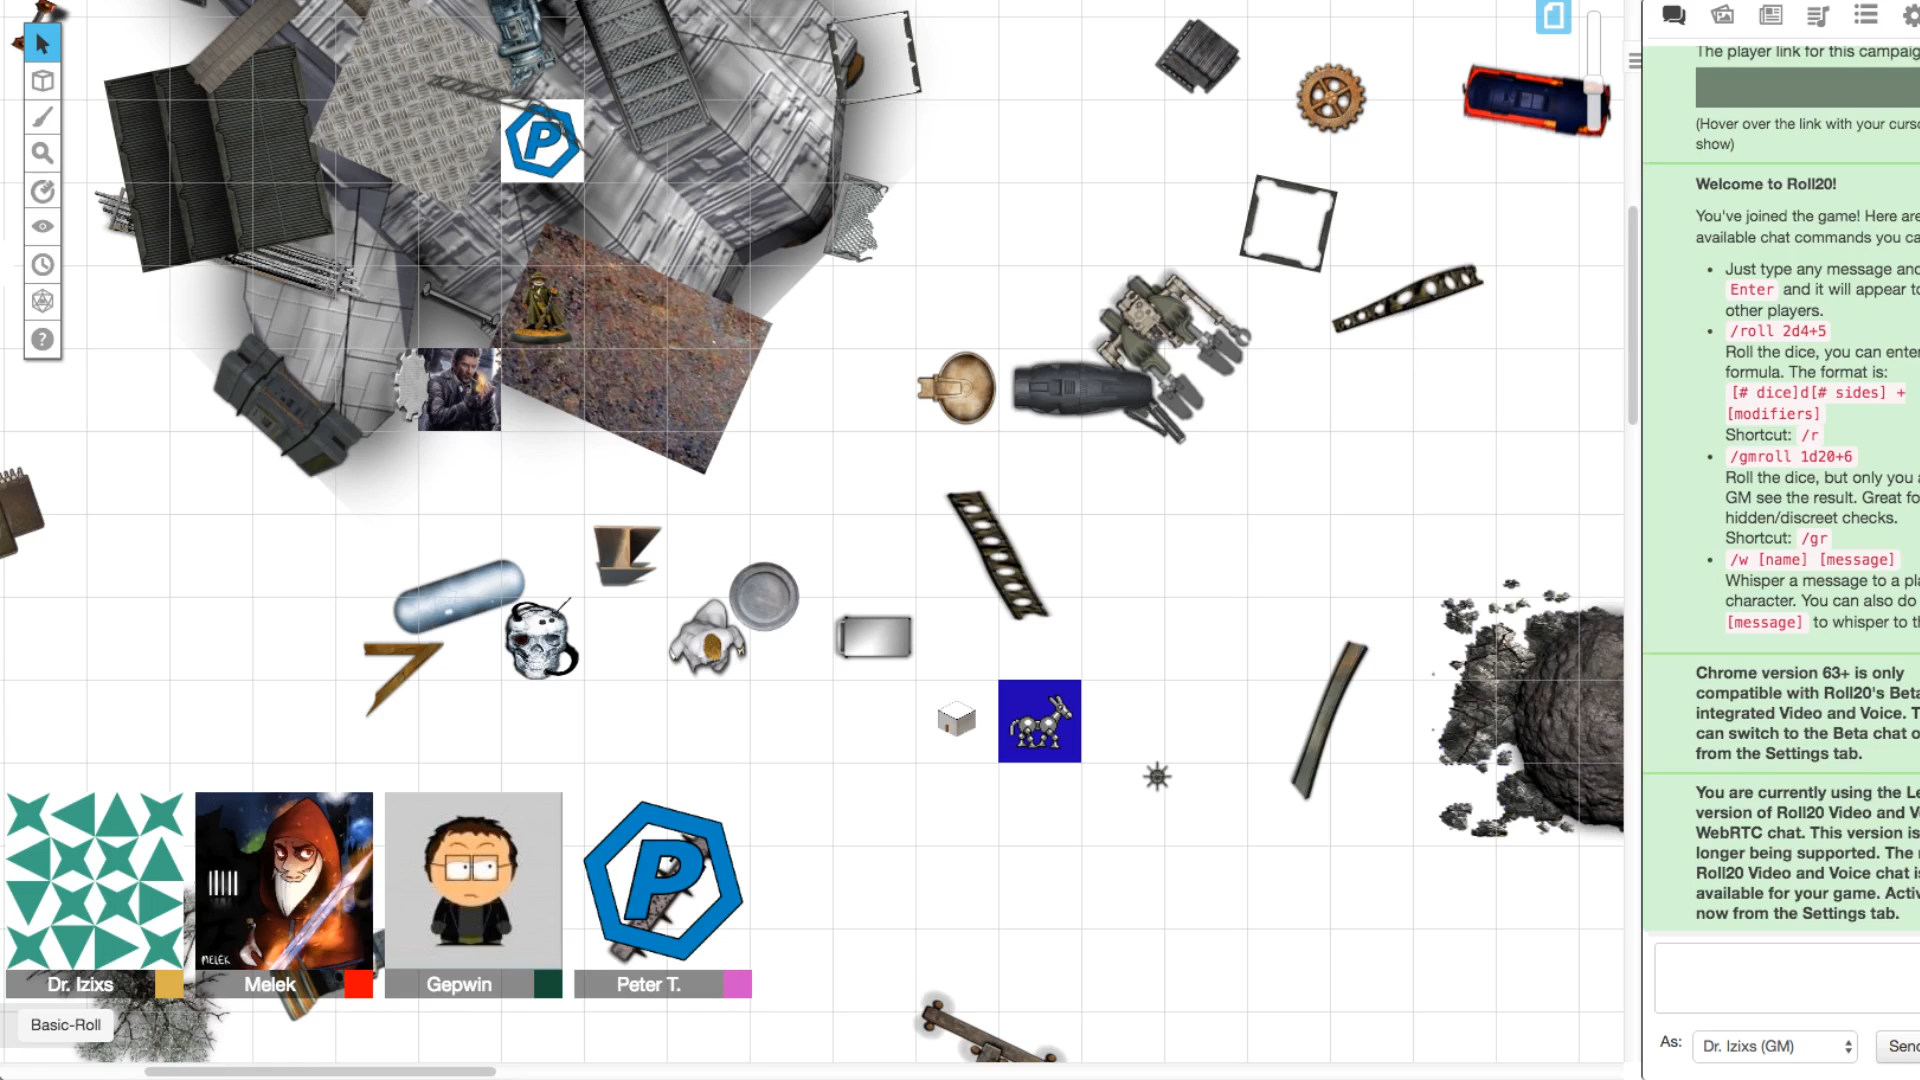 The player link for this campaig
(Hover over the link with your curso
show)
Welcome to Roll20!
You've joined the game! Here are
available chat commands you ca
Just type any message and
Enter and it will appear to
other players.
/roll 2d4+5
Roll the dice, you can enter
formula. The format is:
[# dice]d[# sides] +
[modifiers]
Shortcut: /r
/gmroll 1d20+6
Roll the dice, but only you a
GM see the result. Great fo
hidden/discreet checks.
Shortcut: /gr
/w [name] [message]
Whisper a message to a pla
character. You can also do
[message] to whisper to th
Chrome version 63+ is only
compatible with Roll20's Beta
integrated Video and Voice. T
can switch to the Beta chat o
from the Settings tab.
You are currently using the Le
version of Roll20 Video and V
WebRTC chat. This version is
longer being supported. The
Roll20 Video and Voice chat is
available for your game. Activ
now from the Settings tab.
P
P
MELEK
Dr. Izixs
Melek
Gepwin
Peter T.
Basic-Roll
As:
Dr. Izixs (GM)
Send